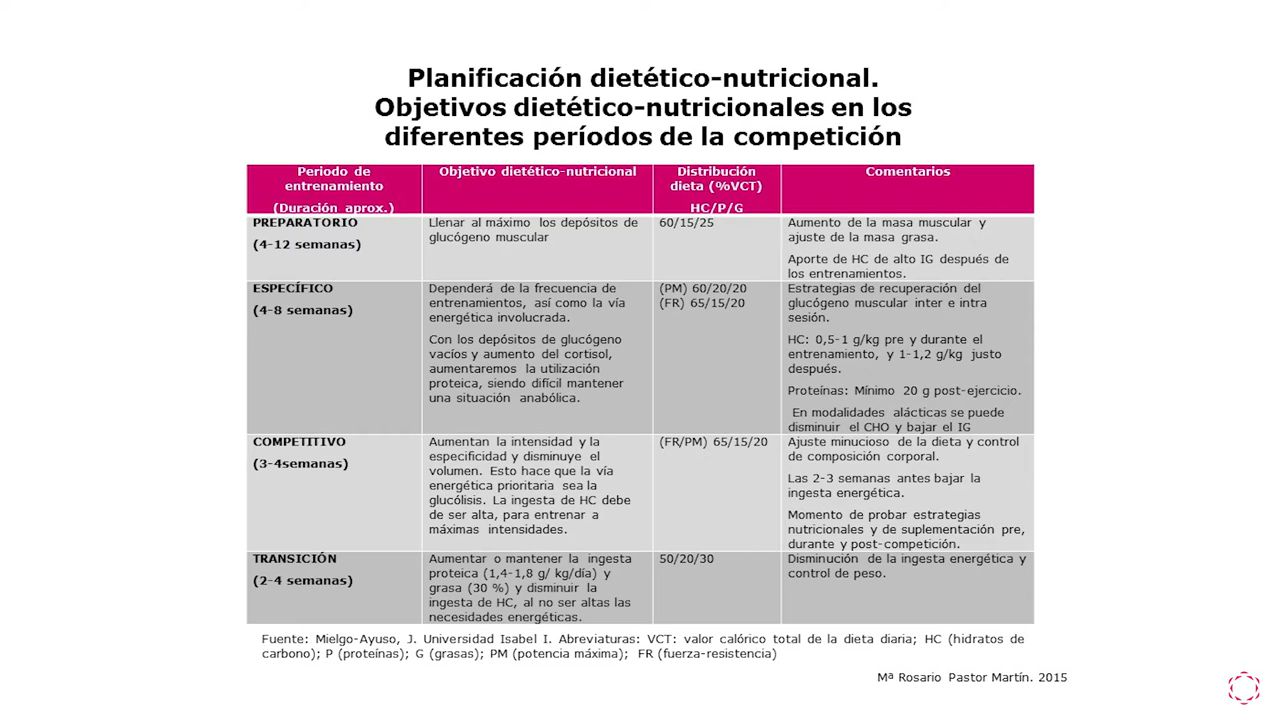 Planificación dietético-nutricional.
Objetivos dietético-nutricionales en los
diferentes períodos de la competición
Periodo de
entrenamiento
(Duración aprox.)
Objetivo dietético-nutricional
Distribución
dieta (%VCT)
HC/P/G
Comentarios
PREPARATORIO
(4-12 semanas)
Llenar al máximo los depósitos de
glucógeno muscular
60/15/25
Aumento de la masa muscular y
ajuste de la masa grasa.
Aporte de HC de alto IG después de
los entrenamientos.
ESPECÍFICO
(4-8 semanas)
Dependerá de la frecuencia de
entrenamientos, así como la vía
energética involucrada.
Con los depósitos de glucógeno
vacíos y aumento del cortisol,
aumentaremos la utilización
proteica, siendo difícil mantener
una situación anabólica.
(PM) 60/20/20
(FR) 65/15/20
Estrategias de recuperación del
glucógeno muscular inter e intra
sesión.
HC: 0,5-1 g/kg pre y durante el
entrenamiento, y 1-1,2 g/kg justo
después.
Proteínas: Mínimo 20 g post-ejercicio.
En modalidades alácticas se puede
disminuir el CHO y bajar el IG
COMPETITIVO
(3-4semanas)
Aumentan la intensidad y la
especificidad y disminuye el
volumen. Esto hace que la vía
energética prioritaria sea la
glucólisis. La ingesta de HC debe
de ser alta, para entrenar a
máximas intensidades.
(FR/PM) 65/15/20
Ajuste minucioso de la dieta y control
de composición corporal.
Las 2-3 semanas antes bajar la
ingesta energética.
Momento de probar estrategias
nutricionales y de suplementación pre,
durante y post-competición.
TRANSICIÓN
(2-4 semanas)
Aumentar o mantener la ingesta
proteica (1,4-1,8 g/ kg/día) y
grasa (30 %) y disminuir la
ingesta de HC, al no ser altas las
necesidades energéticas.
50/20/30
Disminución de la ingesta energética y
control de peso.
Fuente: Mielgo-Ayuso, J. Universidad Isabel I. Abreviaturas: VCT: valor calórico total de la dieta diaria; HC (hidratos de
carbono); P (proteínas); G (grasas); PM (potencia máxima); FR (fuerza-resistencia)
Mª Rosario Pastor Martín. 2015